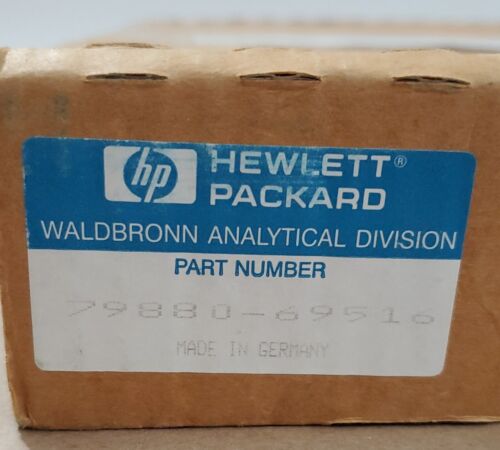 hp HEWLETT®
PACKARD
WALDBRONN ANALYTICAL DIVISION
PART NUMBER
79880-69516
MADE IN GERMANY